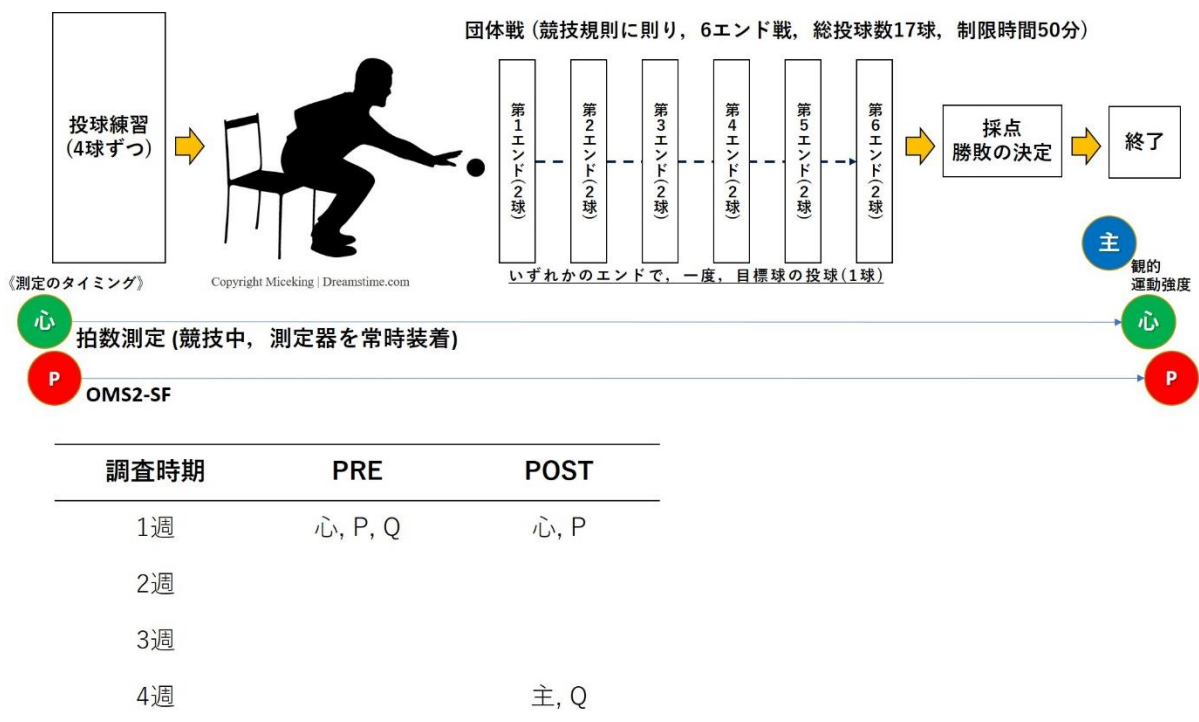 団体戦 (競技規則に則り，6エンド戦，総投球数17球，制限時間50分)
投球練習
(4球ずつ)
第1エンド(2球)
第2エンド(2球)
第3エンド(2球)
第4エンド(2球)
第5エンド(2球)
第6エンド(2球)
採点
勝敗の決定
終了
いずれかのエンドで，一度，目標球の投球(1球)
Copyright Miceking | Dreamstime.com
《測定のタイミング》
主
観的
運動強度
心
拍数測定 (競技中，測定器を常時装着)
心
P
OMS2-SF
P
調査時期 PRE POST
1週 心, P, Q 心, P
2週
3週
4週 主, Q